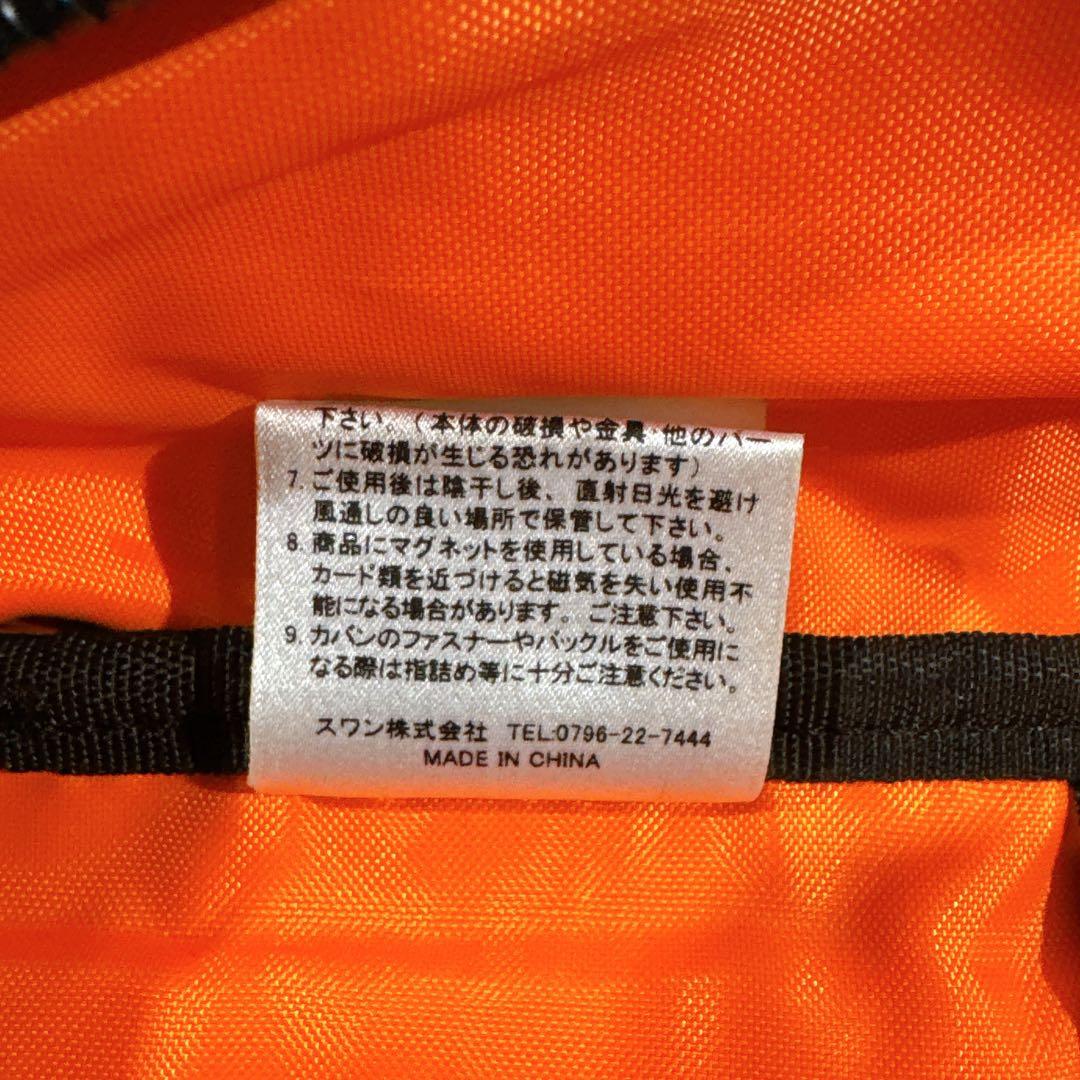 下さい。(本体の破損や金具・他のパー
ツに破損が生じる恐れがあります)
7. ご使用後は陰干し後、直射日光を避け
風通しの良い場所で保管して下さい。
8. 商品にマグネットを使用している場合、
カード類を近づけると磁気を失い使用不
能になる場合があります。ご注意下さい。
9. カバンのファスナーやバックルをご使用に
なる際は指詰め等に十分ご注意ください。
スワン株式会社 TEL:0796-22-7444
MADE IN CHINA